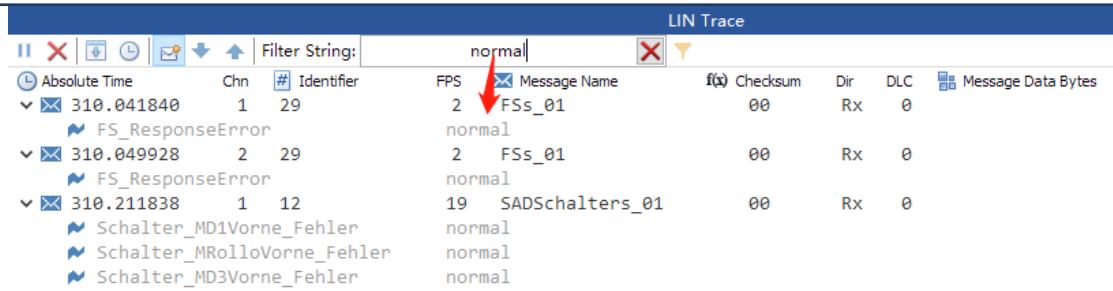 LIN Trace
Filter String: normal
Absolute Time Chn # Identifier FPS Message Name f(x) Checksum Dir DLC Message Data Bytes
310.041840 1 29 2 FSs_01 00 Rx 0
FS_ResponseError normal
310.049928 2 29 2 FSs_01 00 Rx 0
FS_ResponseError normal
310.211838 1 12 19 SADSchalters_01 00 Rx 0
Schalter_MD1Vorne_Fehler normal
Schalter_MRolloVorne_Fehler normal
Schalter_MD3Vorne_Fehler normal